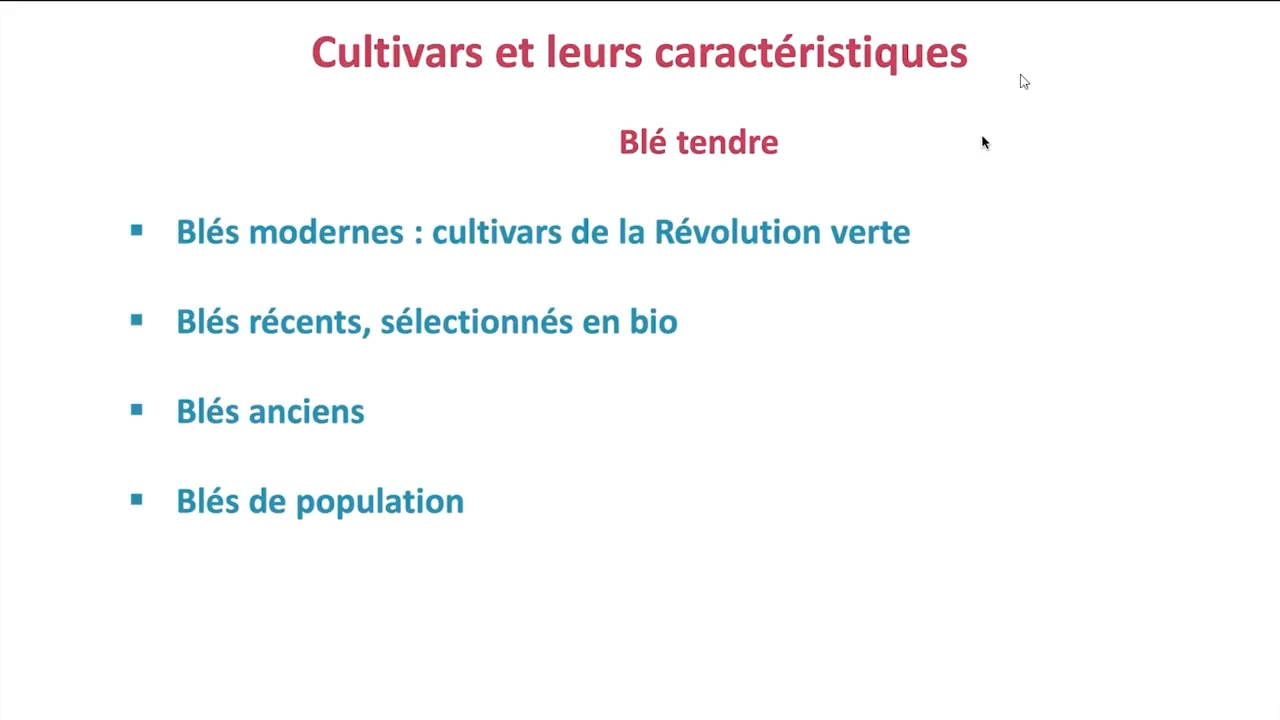 Cultivars et leurs caractéristiques
Blé tendre
▪ Blés modernes : cultivars de la Révolution verte
▪ Blés récents, sélectionnés en bio
▪ Blés anciens
▪ Blés de population